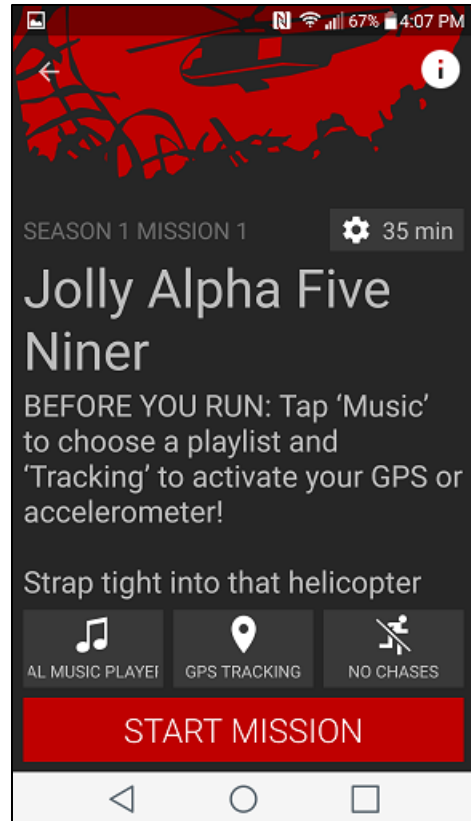 67% 4:07 PM
SEASON 1 MISSION 1
35 min
Jolly Alpha Five
Niner
BEFORE YOU RUN: Tap ‘Music’
to choose a playlist and
‘Tracking’ to activate your GPS or
accelerometer!
Strap tight into that helicopter
AL MUSIC PLAYER
GPS TRACKING
NO CHASES
START MISSION